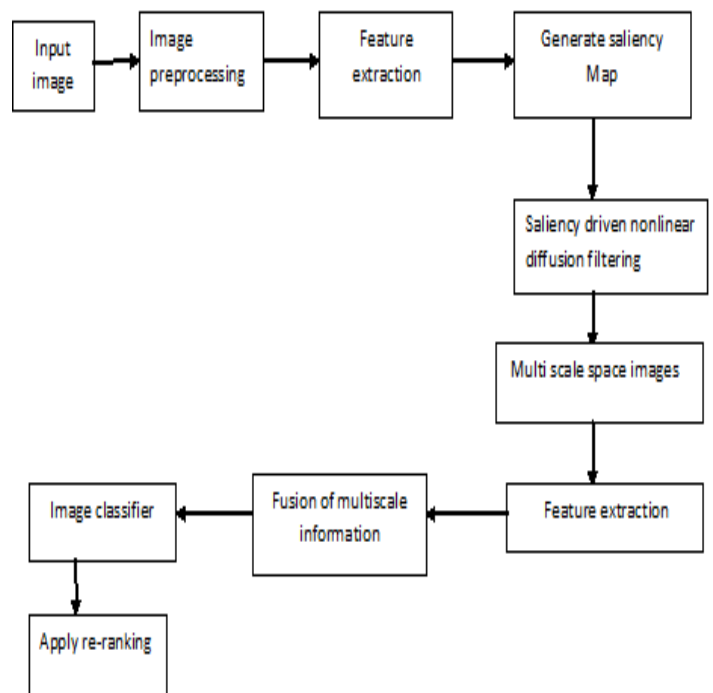 Input
image
Image
preprocessing
Feature
extraction
Generate saliency
Map
Saliency driven nonlinear
diffusion filtering
Multi scale space images
Feature extraction
Fusion of multiscale
information
Image classifier
Apply re-ranking